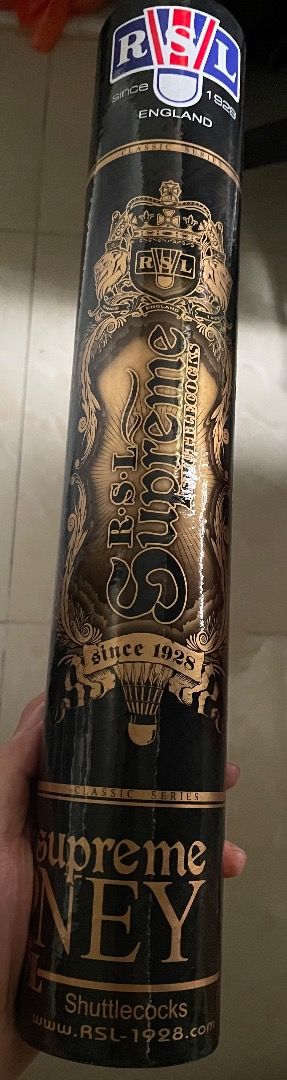 RSL
since 1928
ENGLAND
CLASSIC SERIES
RSL
ENGLAND
R·S·L
Supreme
SHUTTLECOCKS
since 1928
CLASSIC SERIES
supreme
NEY
L
Shuttlecocks
www.RSL-1928.com